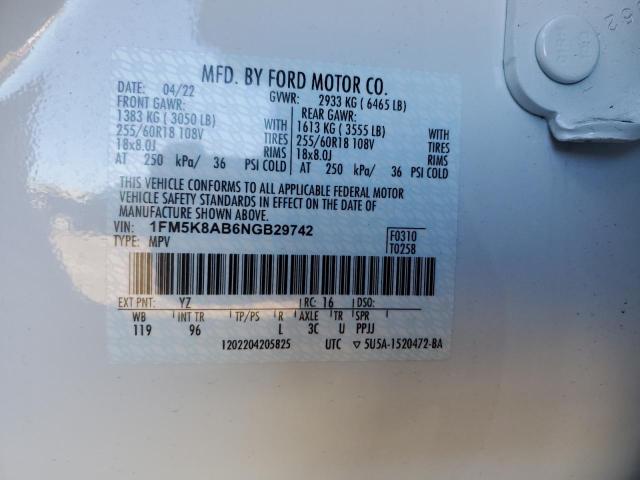 MFD. BY FORD MOTOR CO.
DATE: 04/22 GVWR: 2933 KG ( 6465 LB)
FRONT GAWR: REAR GAWR:
1383 KG ( 3050 LB) WITH 1613 KG ( 3555 LB) WITH
255/60R18 108V TIRES 255/60R18 108V TIRES
18x8.0J RIMS 18x8.0J RIMS
AT 250 kPa/ 36 PSI COLD AT 250 kPa/ 36 PSI COLD
THIS VEHICLE CONFORMS TO ALL APPLICABLE FEDERAL MOTOR
VEHICLE SAFETY STANDARDS IN EFFECT ON THE DATE OF
MANUFACTURE SHOWN ABOVE.
VIN: 1FM5K8AB6NGB29742 F0310
TYPE: MPV T0258
EXT PNT: YZ RC: 16 DSO:
WB INT TR TP/PS R AXLE TR SPR
119 96 L 3C U PPJJ
1202204205825 UTC ▽ 5U5A-1520472-BA